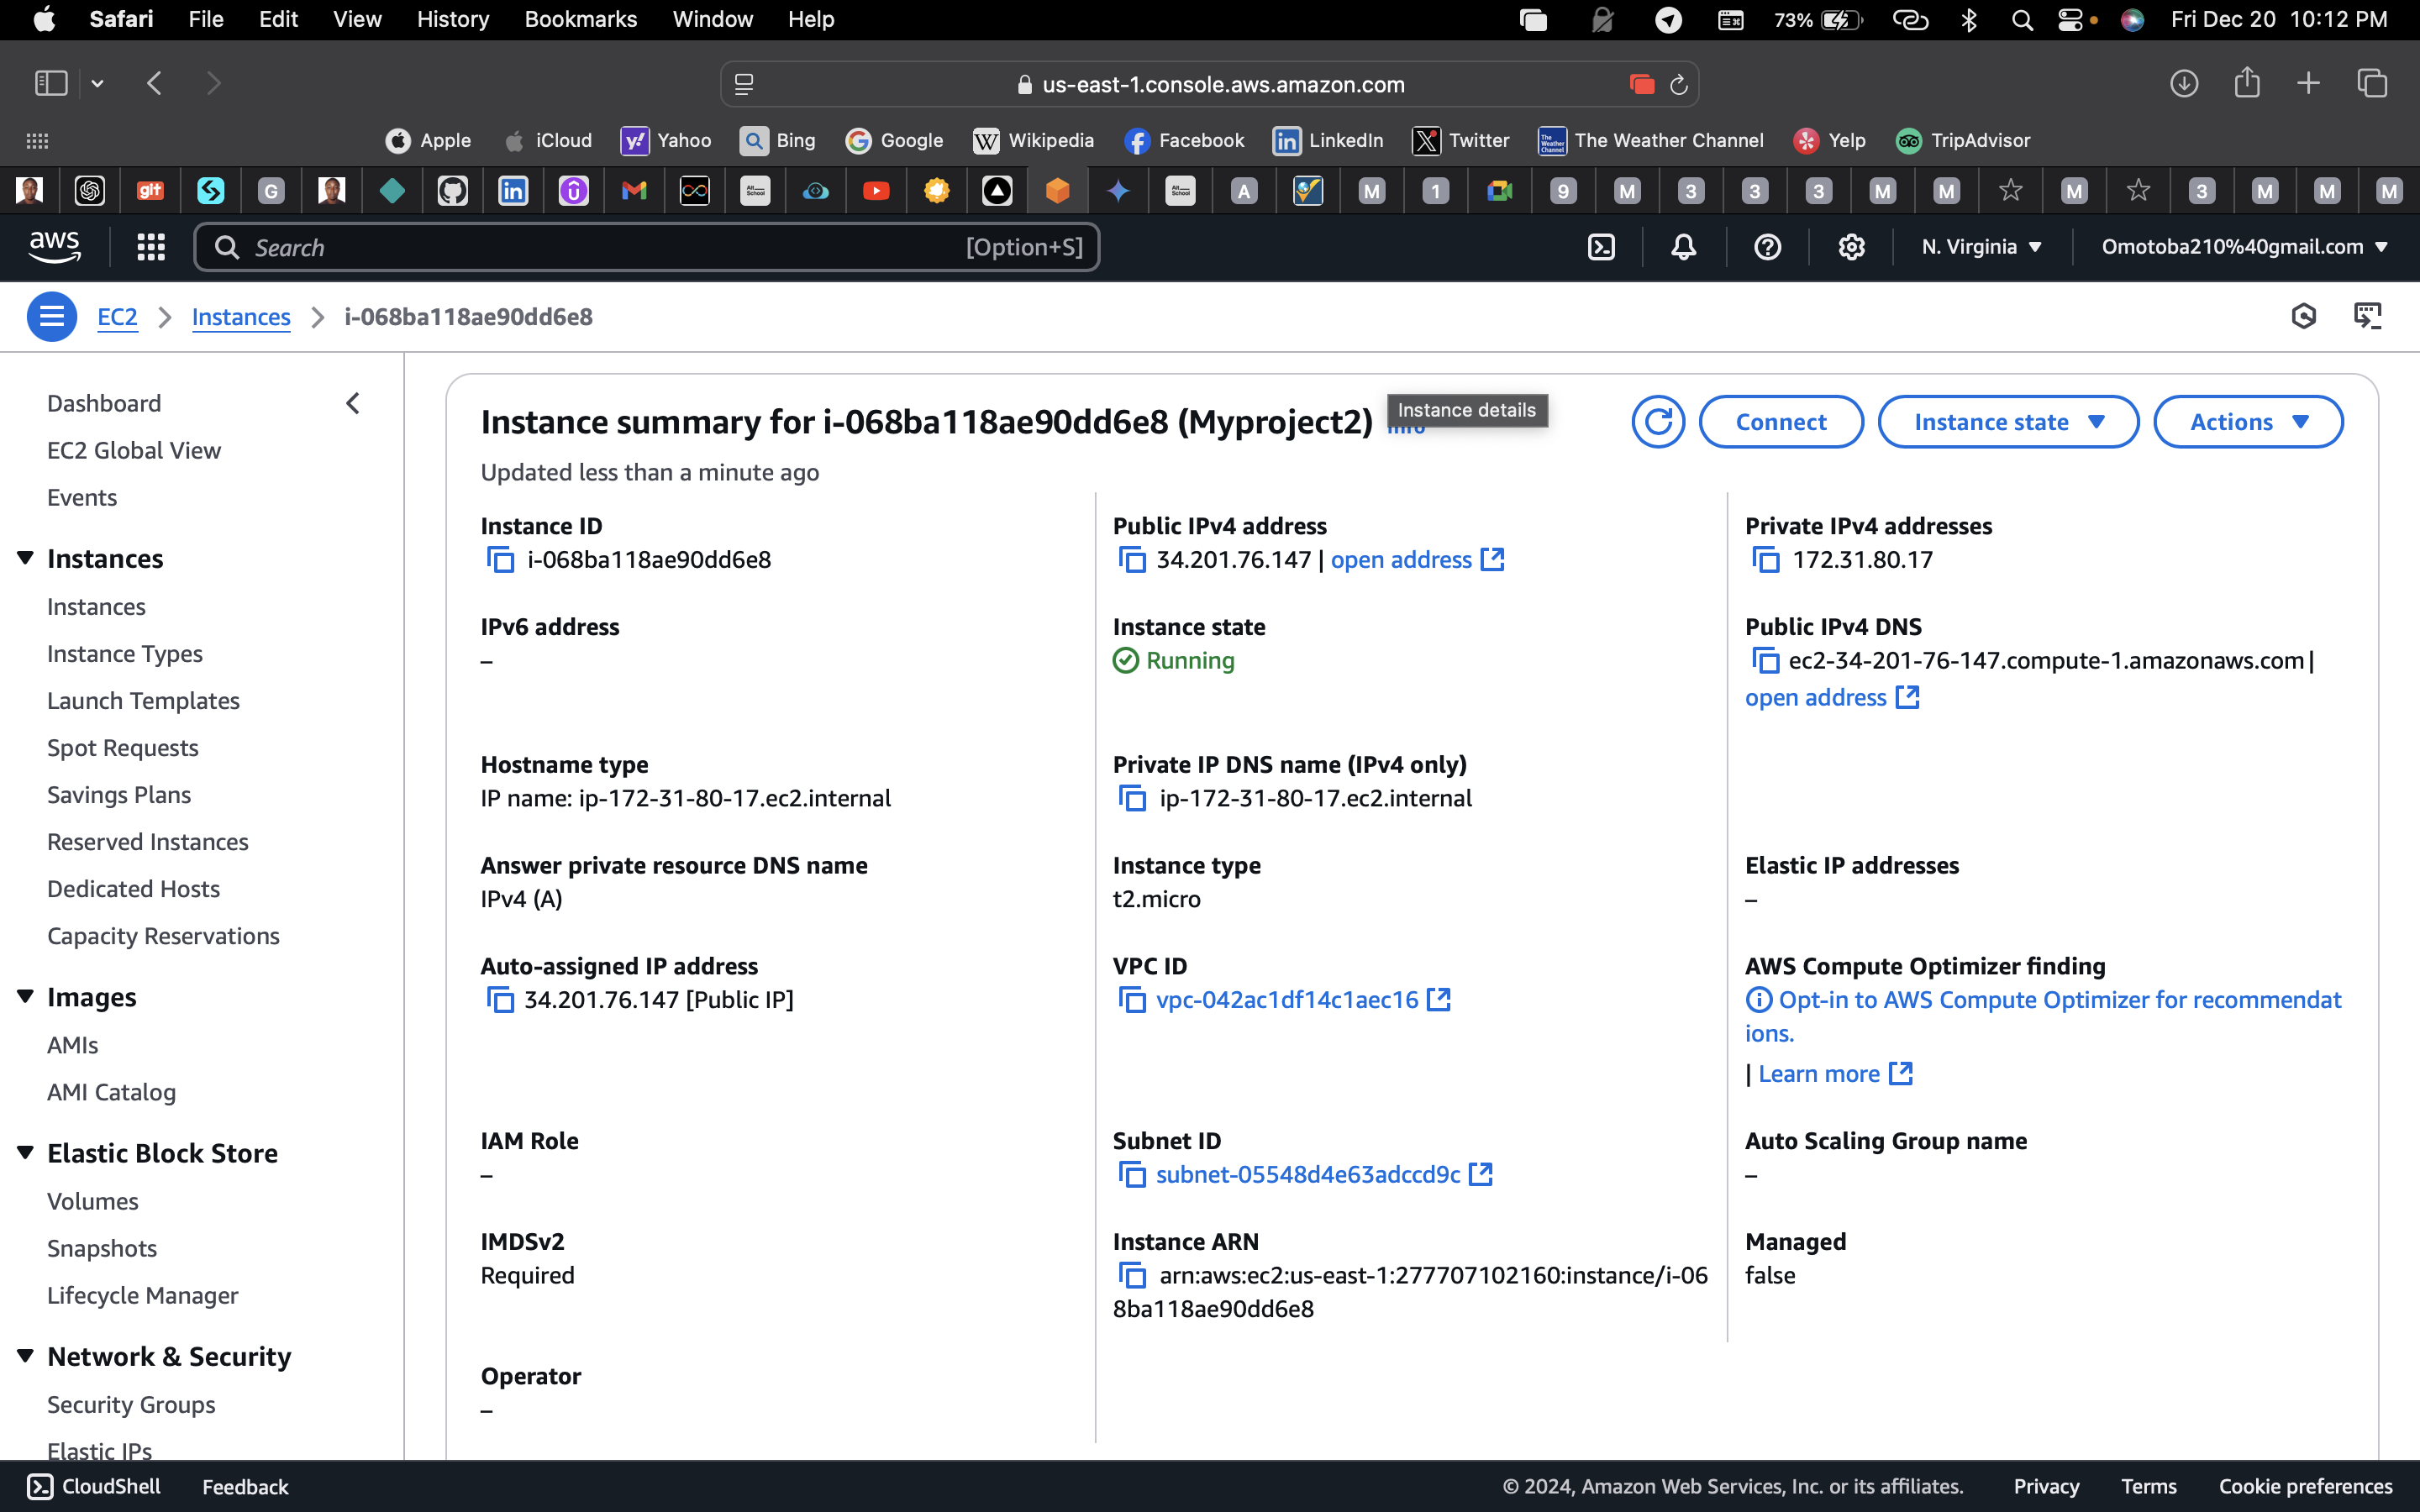 Safari File Edit View History Bookmarks Window Help 73% Fri Dec 20 10:12 PM
us-east-1.console.aws.amazon.com
Apple iCloud Yahoo Bing Google Wikipedia Facebook LinkedIn Twitter The Weather Channel Yelp TripAdvisor
git G in Alt School Alt School A M 1 9 M 3 3 3 M M M 3 M M M
aws Search [Option+S] N. Virginia Omotoba210%40gmail.com
EC2 Instances i-068ba118ae90dd6e8
Dashboard
EC2 Global View
Events
Instances
Instances
Instance Types
Launch Templates
Spot Requests
Savings Plans
Reserved Instances
Dedicated Hosts
Capacity Reservations
Images
AMIs
AMI Catalog
Elastic Block Store
Volumes
Snapshots
Lifecycle Manager
Network & Security
Security Groups
Elastic IPs
Instance summary for i-068ba118ae90dd6e8 (Myproject2) Info
Instance details
Connect Instance state Actions
Updated less than a minute ago
Instance ID
i-068ba118ae90dd6e8
Public IPv4 address
34.201.76.147 | open address
Private IPv4 addresses
172.31.80.17
IPv6 address
–
Instance state
Running
Public IPv4 DNS
ec2-34-201-76-147.compute-1.amazonaws.com |
open address
Hostname type
IP name: ip-172-31-80-17.ec2.internal
Private IP DNS name (IPv4 only)
ip-172-31-80-17.ec2.internal
Answer private resource DNS name
IPv4 (A)
Instance type
t2.micro
Elastic IP addresses
–
Auto-assigned IP address
34.201.76.147 [Public IP]
VPC ID
vpc-042ac1df14c1aec16
AWS Compute Optimizer finding
Opt-in to AWS Compute Optimizer for recommendat
ions.
| Learn more
IAM Role
–
Subnet ID
subnet-05548d4e63adccd9c
Auto Scaling Group name
–
IMDSv2
Required
Instance ARN
arn:aws:ec2:us-east-1:277707102160:instance/i-06
8ba118ae90dd6e8
Managed
false
Operator
–
CloudShell Feedback © 2024, Amazon Web Services, Inc. or its affiliates. Privacy Terms Cookie preferences